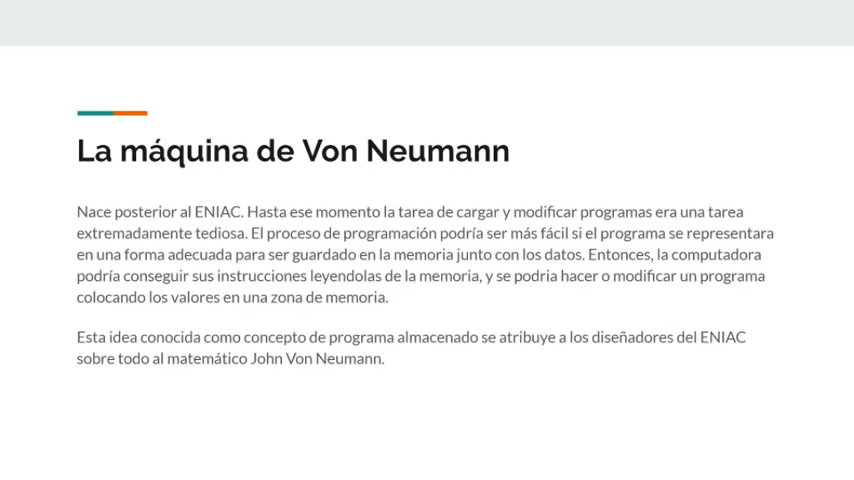 La máquina de Von Neumann
Nace posterior al ENIAC. Hasta ese momento la tarea de cargar y modificar programas era una tarea
extremadamente tediosa. El proceso de programación podría ser más fácil si el programa se representara
en una forma adecuada para ser guardado en la memoria junto con los datos. Entonces, la computadora
podría conseguir sus instrucciones leyendolas de la memoria, y se podria hacer o modificar un programa
colocando los valores en una zona de memoria.
Esta idea conocida como concepto de programa almacenado se atribuye a los diseñadores del ENIAC
sobre todo al matemático John Von Neumann.